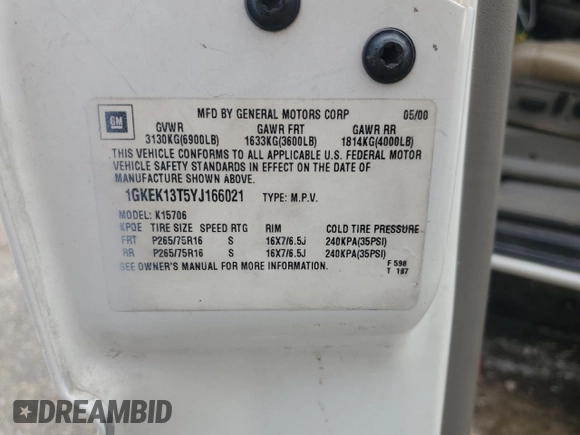 MFD BY GENERAL MOTORS CORP 05/00
GM
GVWR GAWR FRT GAWR RR
3130KG(6900LB) 1633KG(3600LB) 1814KG(4000LB)
THIS VEHICLE CONFORMS TO ALL APPLICABLE U.S. FEDERAL MOTOR
VEHICLE SAFETY STANDARDS IN EFFECT ON THE DATE OF
MANUFACTURE SHOWN ABOVE.
1GKEK13T5YJ166021 TYPE: M.P.V.
MODEL: K15706
KPOE TIRE SIZE SPEED RTG RIM COLD TIRE PRESSURE
FRT P265/75R16 S 16X7/6.5J 240KPA(35PSI)
RR P265/75R16 S 16X7/6.5J 240KPA(35PSI)
SEE OWNER'S MANUAL FOR MORE INFORMATION. F 598
T 187
DREAMBID